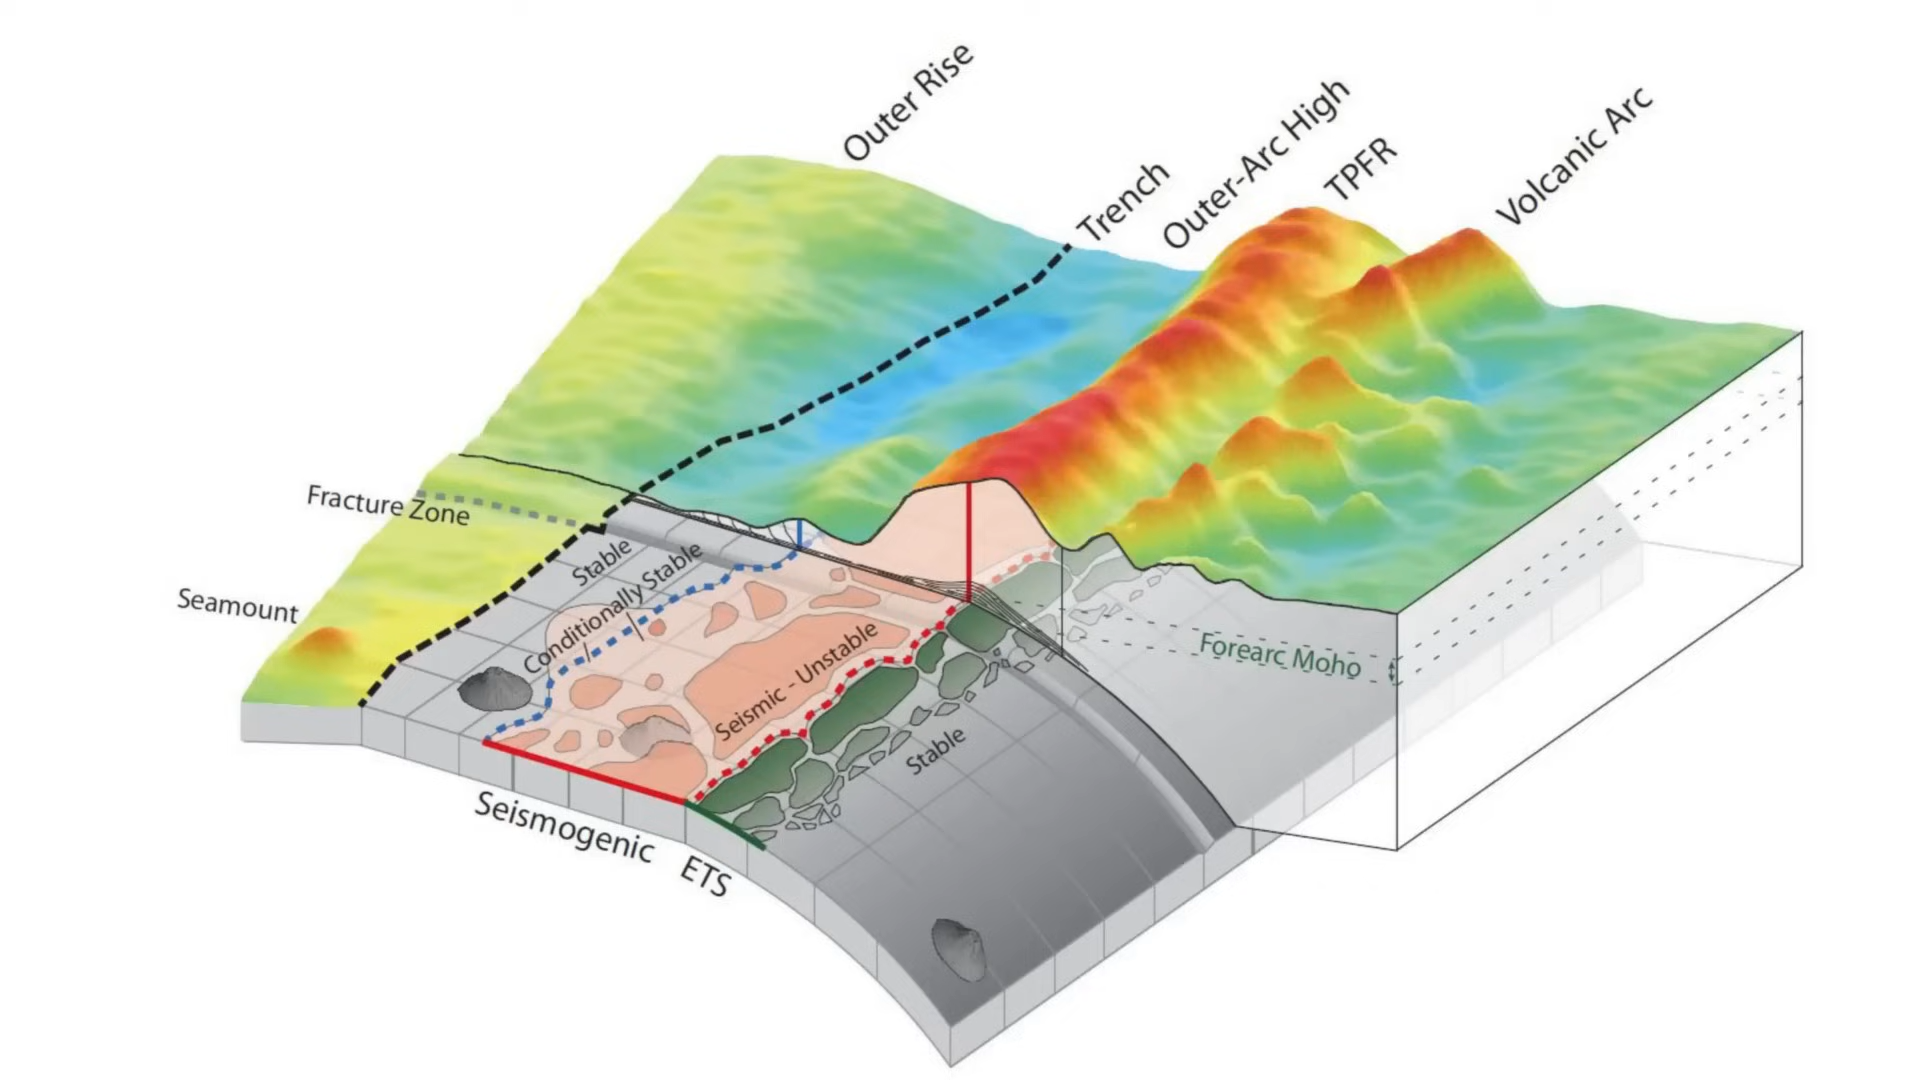 Outer Rise
Trench
Outer-Arc High
TPFR
Volcanic Arc
Fracture Zone
Seamount
Stable
Conditionally Stable
Seismic - Unstable
Stable
Forearc Moho
Seismogenic
ETS